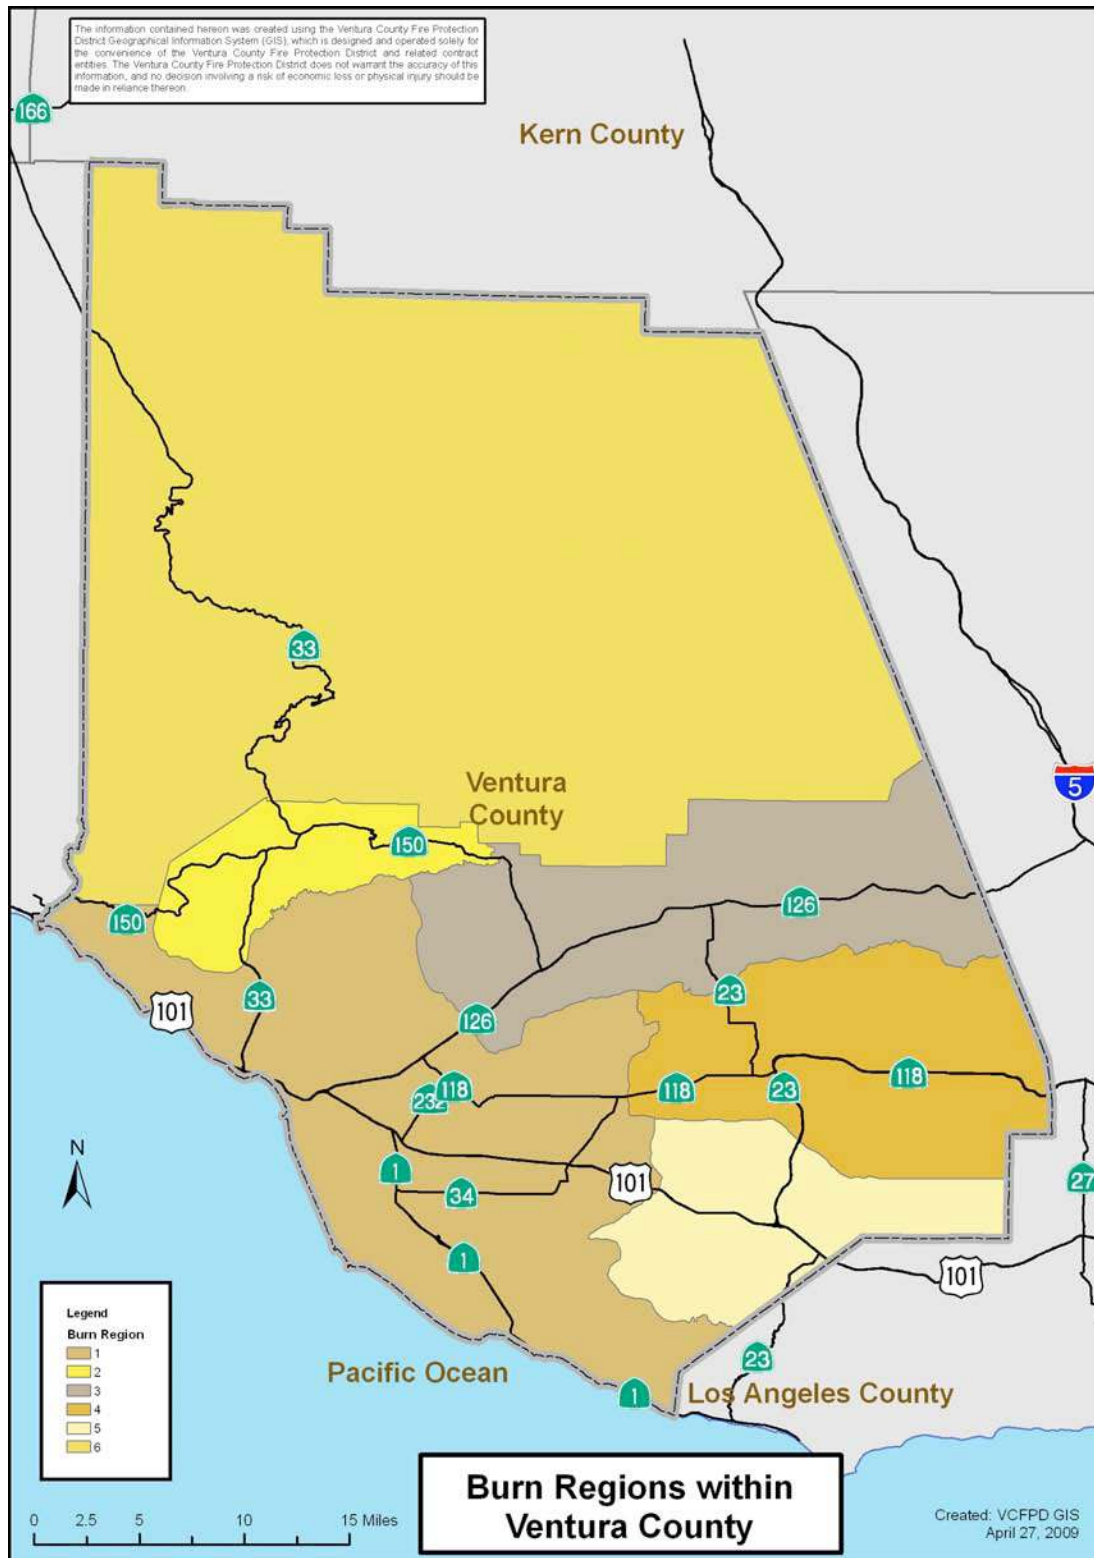 The information contained hereon was created using the Ventura County Fire Protection
District Geographical Information System (GIS), which is designed and operated solely for
the convenience of the Ventura County Fire Protection District and related contract
entities. The Ventura County Fire Protection District does not warrant the accuracy of this
information, and no decision involving a risk of economic loss or physical injury should be
made in reliance thereon.
166
Kern County
33
5
Ventura
County
150
126
150
33
101
23
126
118
118
232
118
23
1
34
101
27
1
101
N
Legend
Burn Region
1
2
3
4
5
6
Pacific Ocean
23
1
Los Angeles County
Burn Regions within
Ventura County
0 2.5 5 10 15 Miles
Created: VCFPD GIS
April 27, 2009